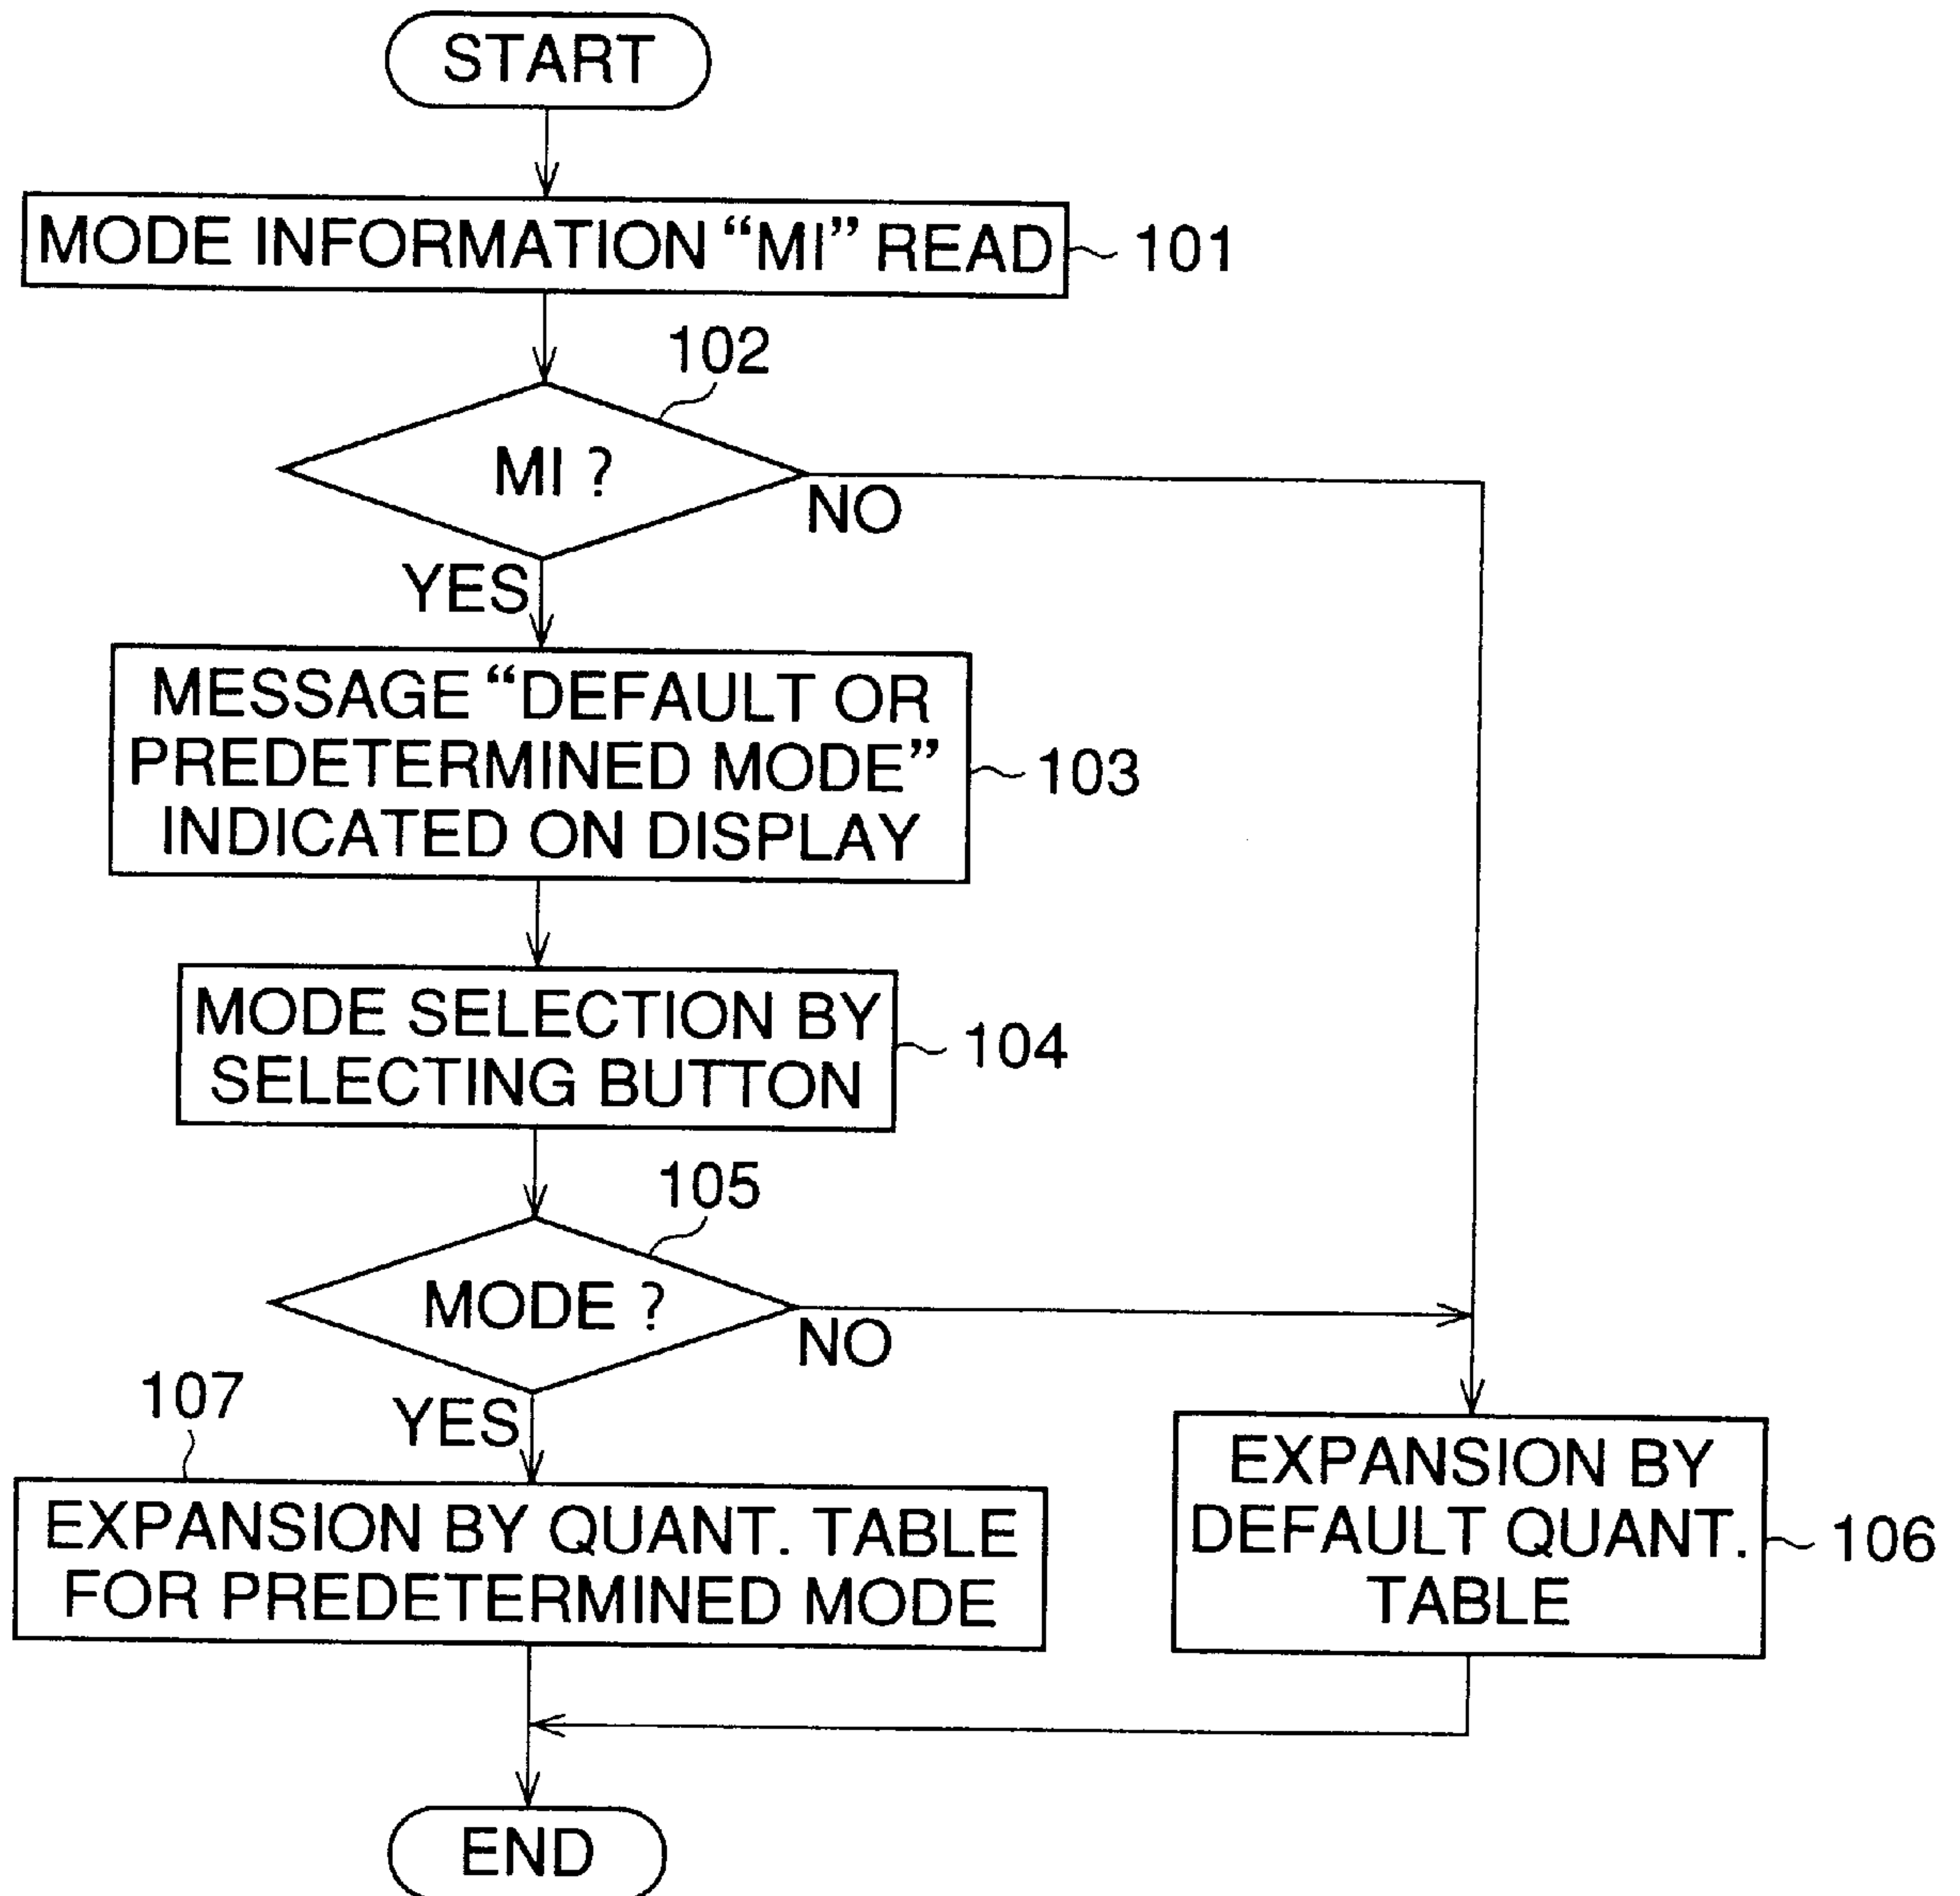 START
MODE INFORMATION “MI” READ
101
102
MI ?
NO
YES
MESSAGE “DEFAULT OR
PREDETERMINED MODE”
INDICATED ON DISPLAY
103
MODE SELECTION BY
SELECTING BUTTON
104
105
MODE ?
NO
YES
107
EXPANSION BY QUANT. TABLE
FOR PREDETERMINED MODE
EXPANSION BY
DEFAULT QUANT.
TABLE
106
END